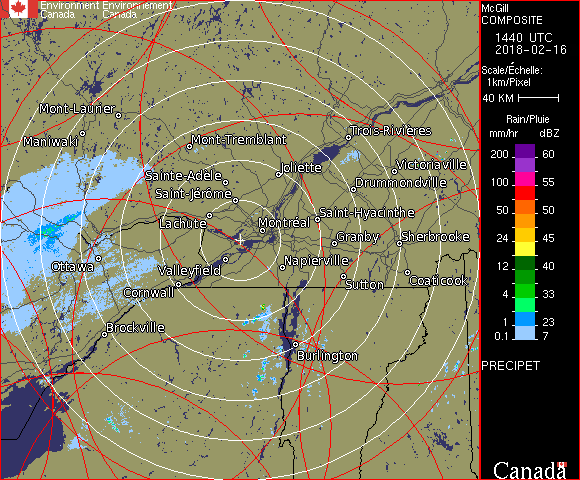 Environment Environnement
Canada Canada
McGill
COMPOSITE
1440 UTC
2018-02-16
Scale/Échelle:
1km/Pixel
40 KM
Rain/Pluie
mm/hr dBZ
200 60
150 55
100 55
50 50
24 45
12 40
4 33
1 23
0.1 7
PRECIPET
Canada
Mont-Laurier
Maniwaki
Mont-Tremblant
Trois-Rivières
Joliette
Victoriaville
Sainte-Adèle
Drummondville
Saint-Jérôme
Lachute
Montréal
Saint-Hyacinthe
Granby
Sherbrooke
Ottawa
Valleyfield
Napierville
Cornwall
Sutton
Coaticook
Brockville
Burlington